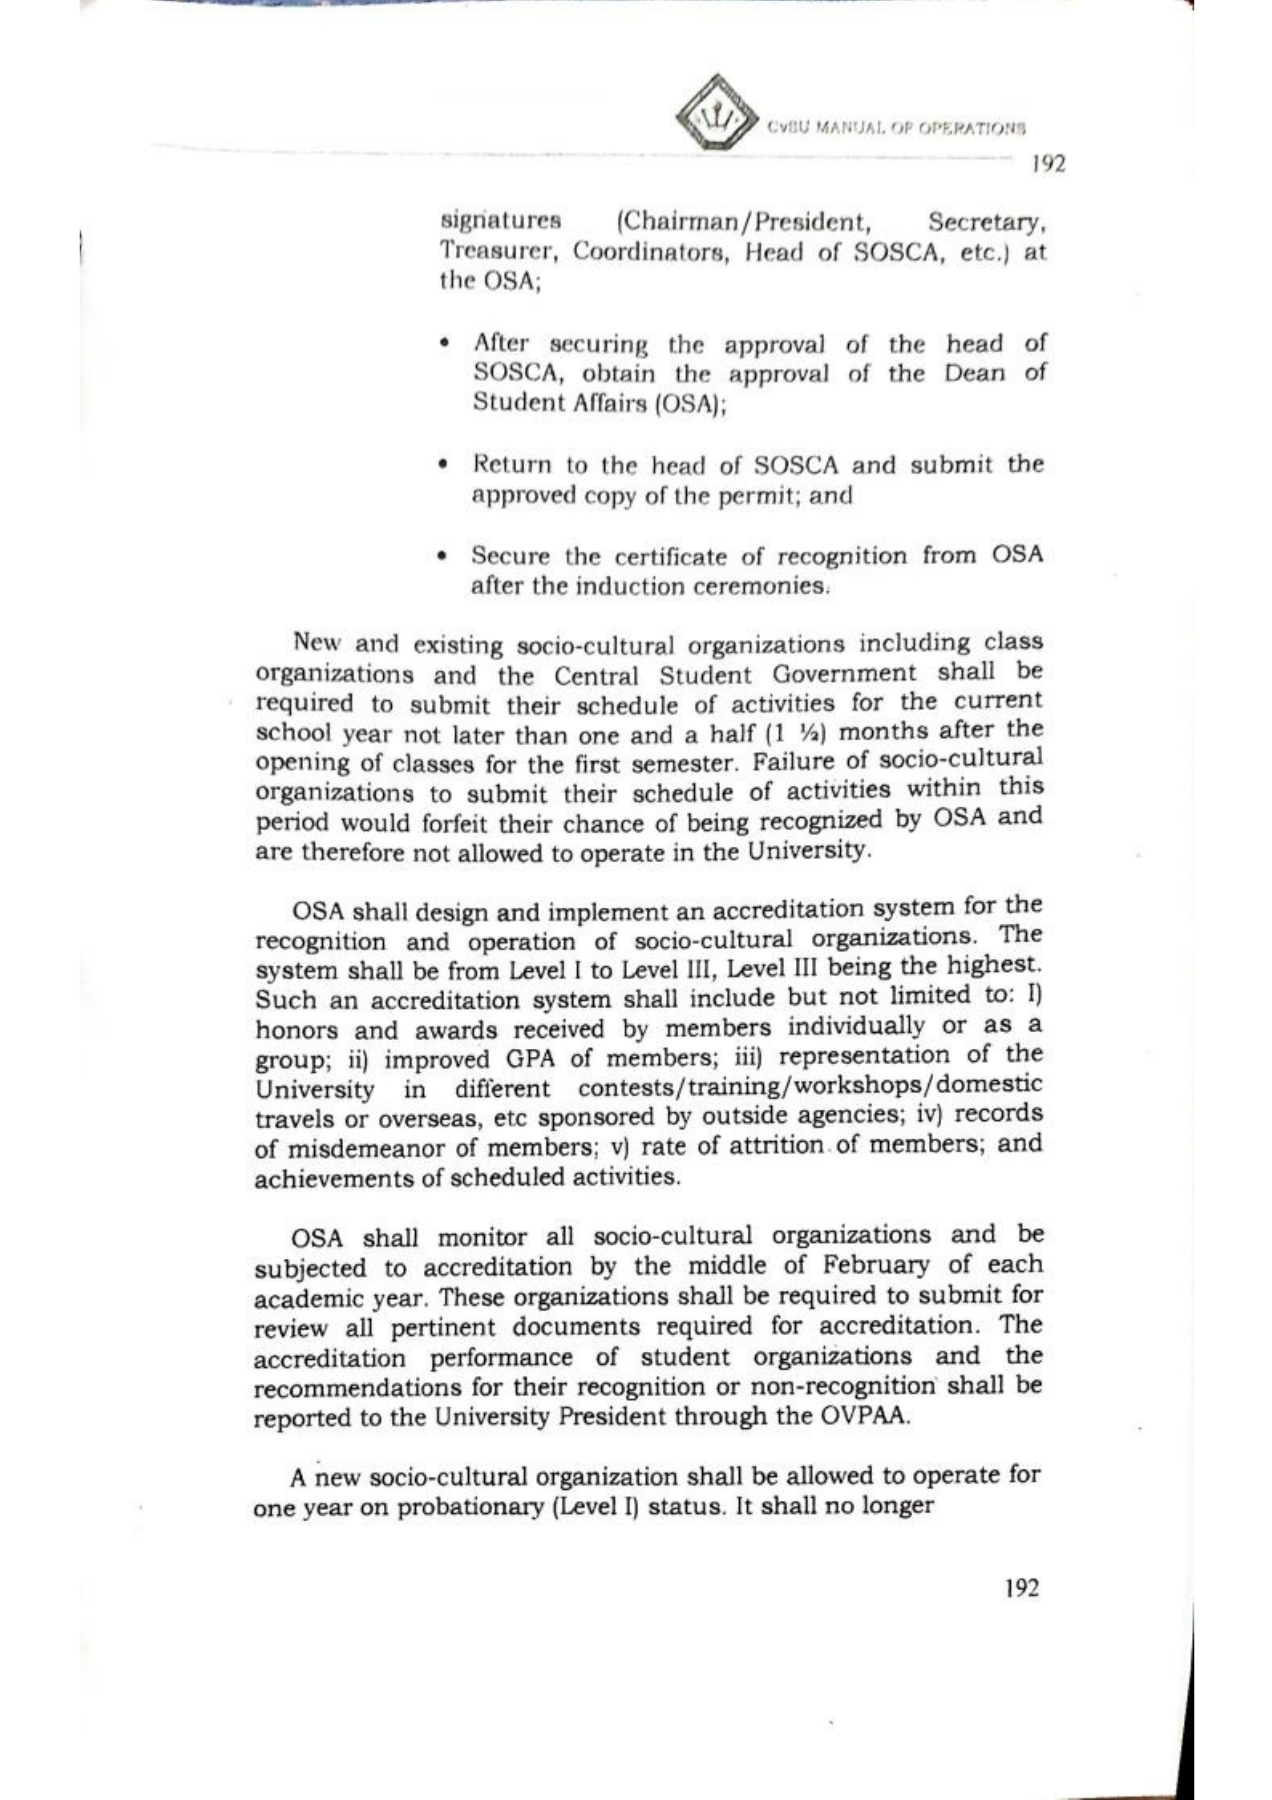 CvSU MANUAL OF OPERATIONS
192
signatures (Chairman/President, Secretary,
Treasurer, Coordinators, Head of SOSCA, etc.) at
the OSA;
• After securing the approval of the head of
SOSCA, obtain the approval of the Dean of
Student Affairs (OSA);
• Return to the head of SOSCA and submit the
approved copy of the permit; and
• Secure the certificate of recognition from OSA
after the induction ceremonies.
New and existing socio-cultural organizations including class
organizations and the Central Student Government shall be
required to submit their schedule of activities for the current
school year not later than one and a half (1 ½) months after the
opening of classes for the first semester. Failure of socio-cultural
organizations to submit their schedule of activities within this
period would forfeit their chance of being recognized by OSA and
are therefore not allowed to operate in the University.
OSA shall design and implement an accreditation system for the
recognition and operation of socio-cultural organizations. The
system shall be from Level I to Level III, Level III being the highest.
Such an accreditation system shall include but not limited to: I)
honors and awards received by members individually or as a
group; ii) improved GPA of members; iii) representation of the
University in different contests/training/workshops/domestic
travels or overseas, etc sponsored by outside agencies; iv) records
of misdemeanor of members; v) rate of attrition of members; and
achievements of scheduled activities.
OSA shall monitor all socio-cultural organizations and be
subjected to accreditation by the middle of February of each
academic year. These organizations shall be required to submit for
review all pertinent documents required for accreditation. The
accreditation performance of student organizations and the
recommendations for their recognition or non-recognition shall be
reported to the University President through the OVPAA.
A new socio-cultural organization shall be allowed to operate for
one year on probationary (Level I) status. It shall no longer
192